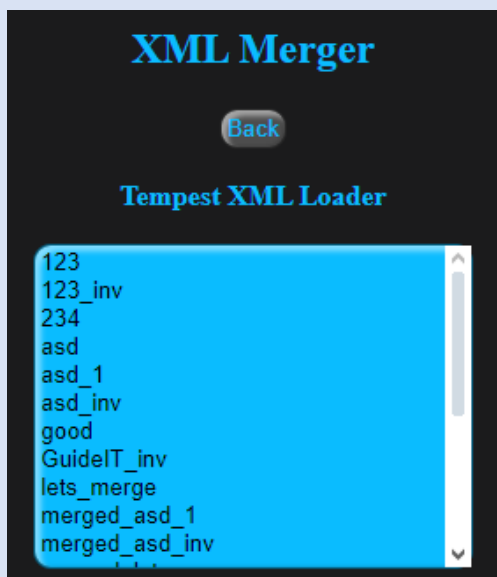 XML Merger
Back
Tempest XML Loader
123
123_inv
234
asd
asd_1
asd_inv
good
GuideIT_inv
lets_merge
merged_asd_1
merged_asd_inv